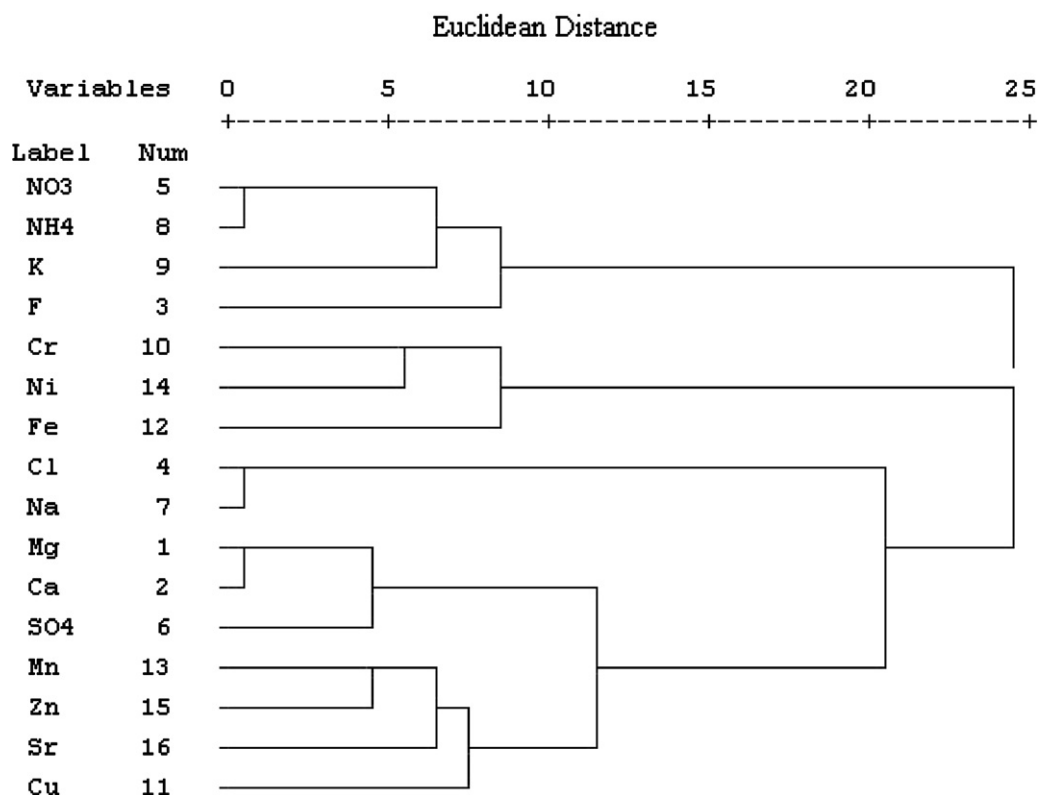 Euclidean Distance
Variables 0 5 10 15 20 25
Label Num
NO3 5
NH4 8
K 9
F 3
Cr 10
Ni 14
Fe 12
Cl 4
Na 7
Mg 1
Ca 2
SO4 6
Mn 13
Zn 15
Sr 16
Cu 11